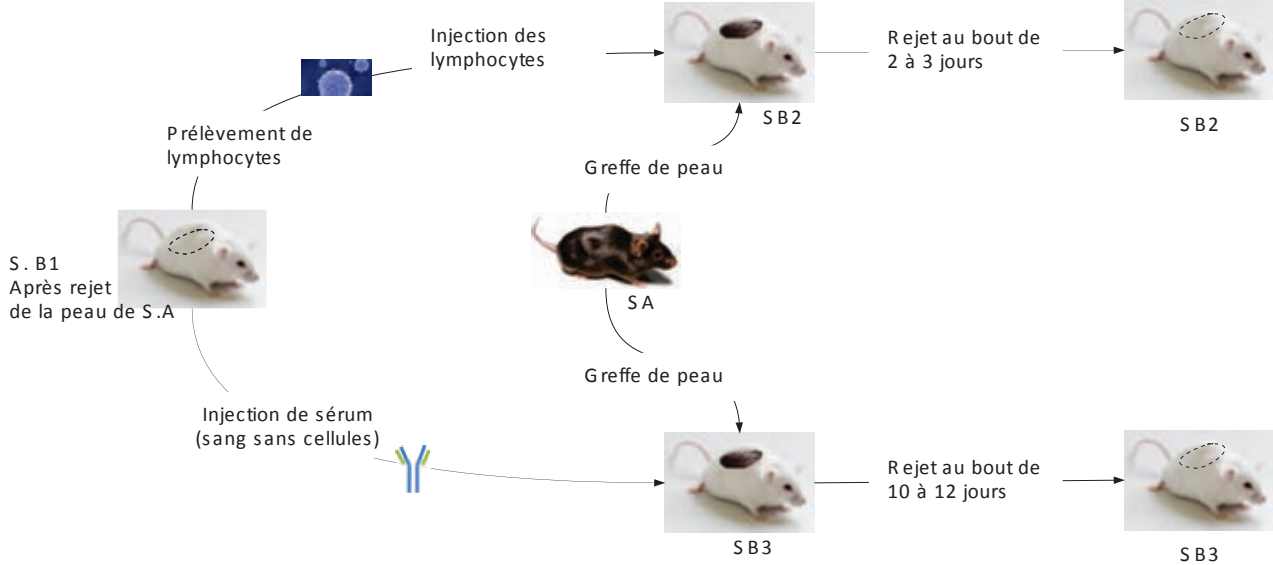 Injection des
lymphocytes
Rejet au bout de
2 à 3 jours
SB2
SB2
Prélèvement de
lymphocytes
Greffe de peau
S. B1
Après rejet
de la peau de S.A
SA
Greffe de peau
Injection de sérum
(sang sans cellules)
Rejet au bout de
10 à 12 jours
SB3
SB3